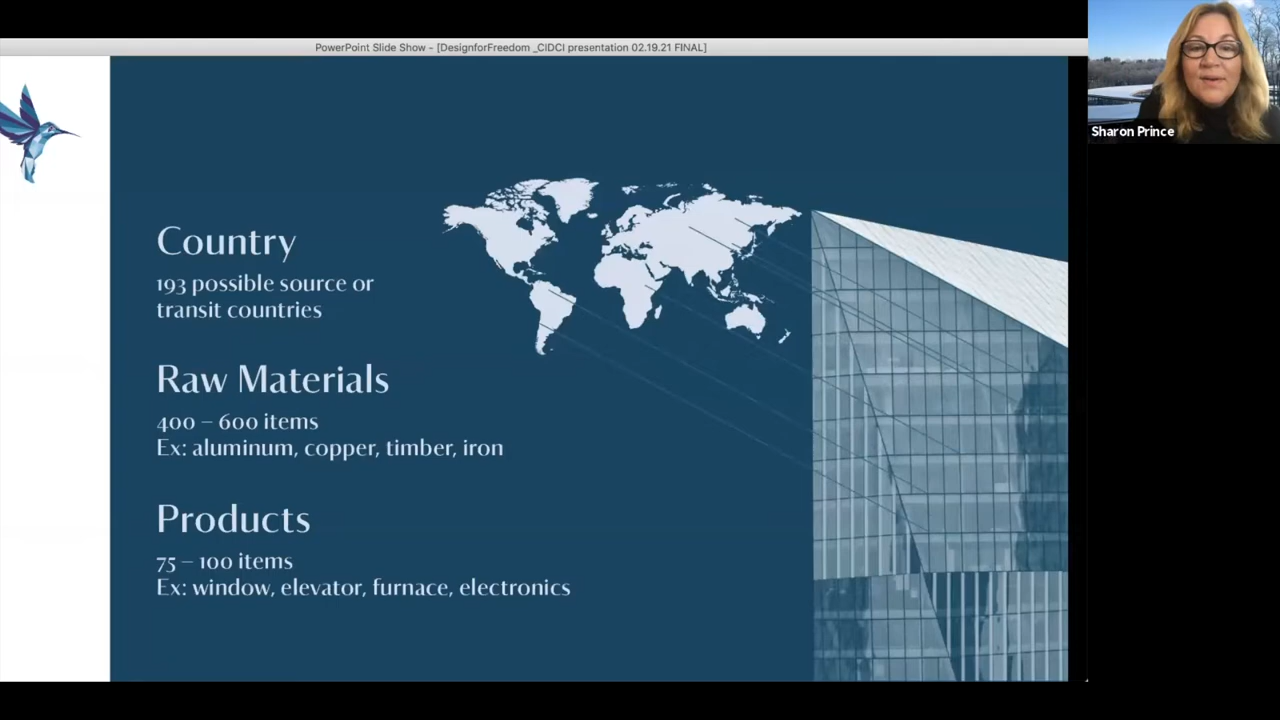 PowerPoint Slide Show - [DesignforFreedom _CIDCI presentation 02.19.21 FINAL]
Sharon Prince
Country
193 possible source or
transit countries
Raw Materials
400 – 600 items
Ex: aluminum, copper, timber, iron
Products
75 – 100 items
Ex: window, elevator, furnace, electronics